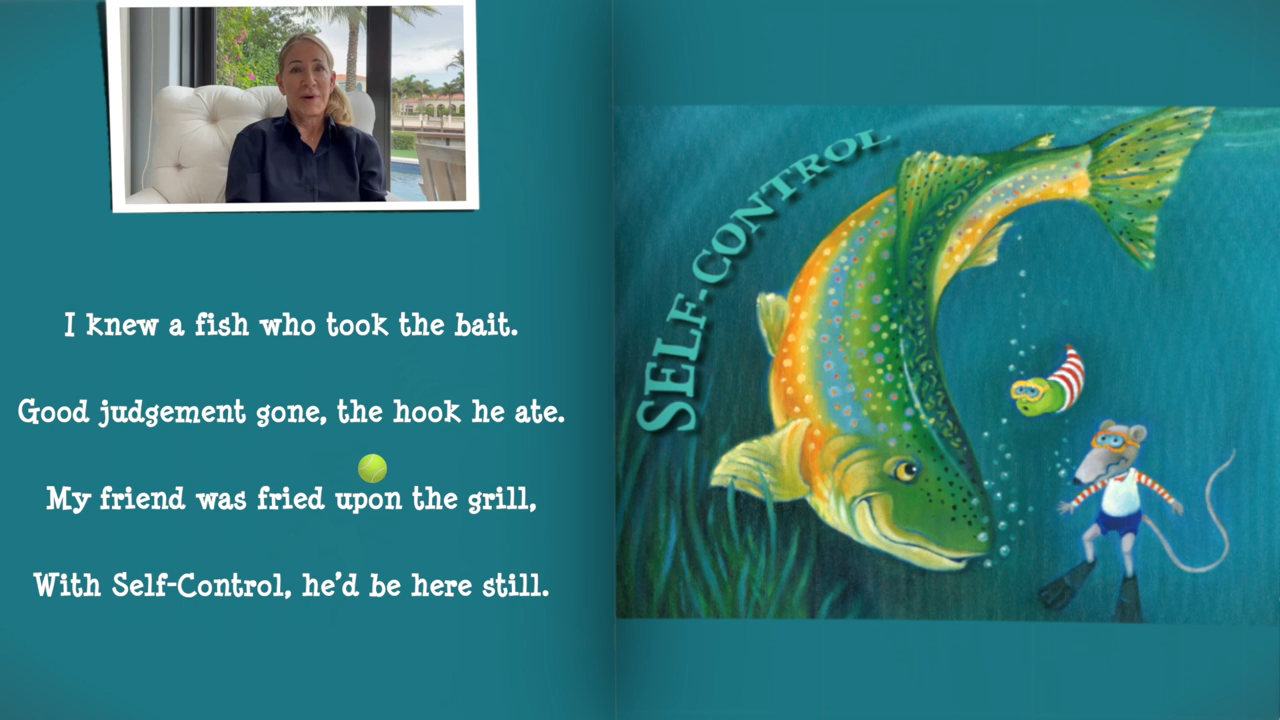 I knew a fish who took the bait.
Good judgement gone, the hook he ate.
My friend was fried upon the grill,
With Self-Control, he'd be here still.
SELF-CONTROL